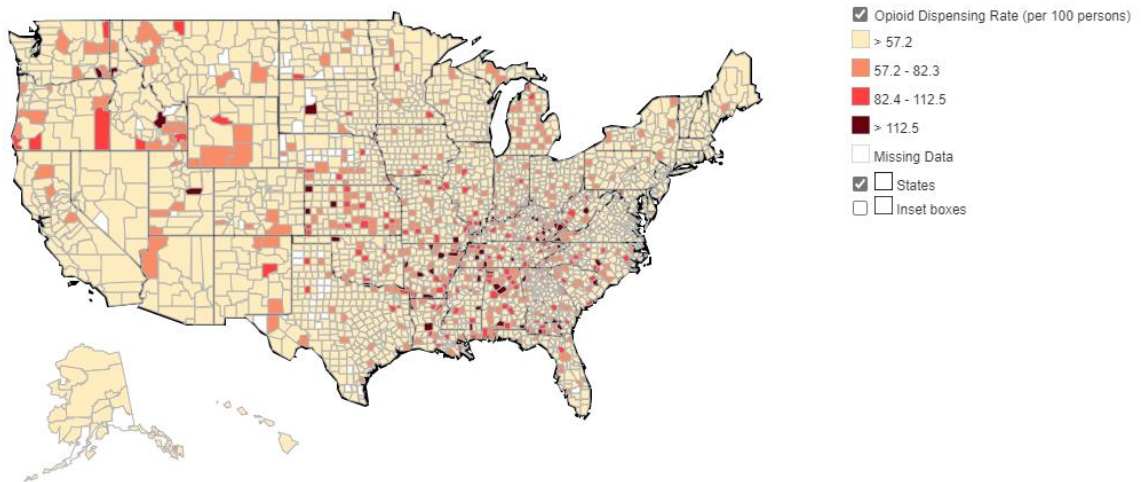 Opioid Dispensing Rate (per 100 persons)
> 57.2
57.2 - 82.3
82.4 - 112.5
> 112.5
Missing Data
States
Inset boxes